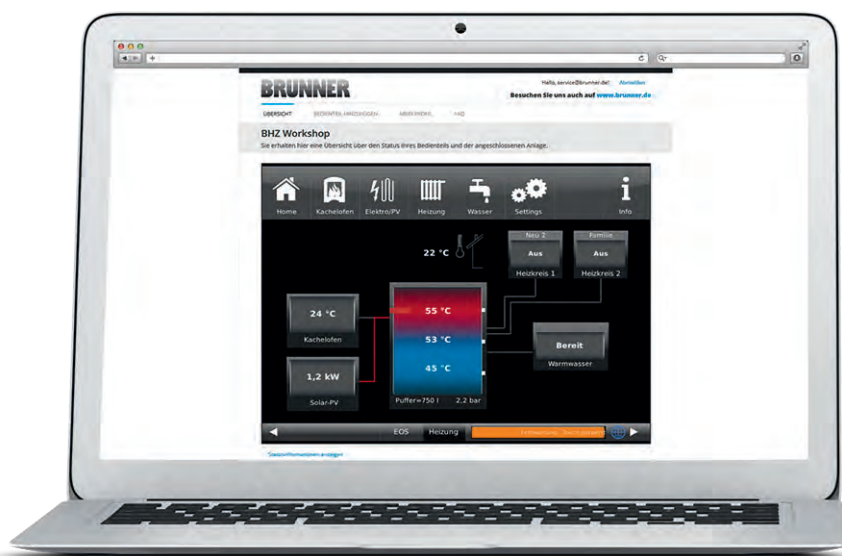 BRUNNER
Hallo, service@brunner.de! Abmelden
Besuchen Sie uns auch auf www.brunner.de
ÜBERSICHT
FAQ
BHZ Workshop
Sie erhalten hier eine Übersicht über den Status Ihres Bedienteils und der angeschlossenen Anlage.
Home Kachelofen Elektro/PV Heizung Wasser Settings Info
Neu 2 Familie
22 °C Aus Aus
Heizkreis 1 Heizkreis 2
24 °C 55 °C
Kachelofen 53 °C Bereit
Warmwasser
1,2 kW 45 °C
Solar-PV Puffer=750 l 2,2 bar
EOS Heizung